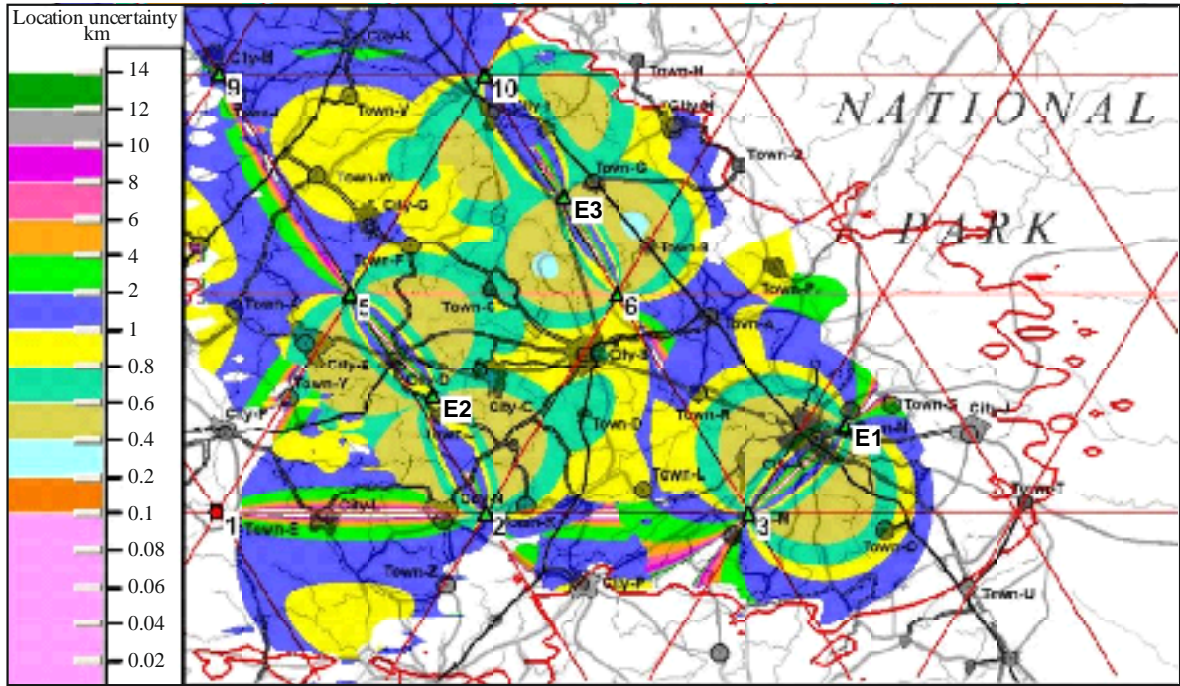 Location uncertainty
km
14
12
10
8
6
4
2
1
0.8
0.6
0.4
0.2
0.1
0.08
0.06
0.04
0.02
City-K
9
10
Town-H
Town-V
NATIONAL
Town-G
Town-W
City-G
E3
PARK
Town-B
Town-F
Town-P
5
Town-C
6
Town-A
City-B
Town-Y
City-D
E2
City-C
Town-R
Town-S
City-J
City-F
E1
Town-D
Town-L
Town-T
City-L
1
Town-E
2
3
Town-Z
City-P
Town-U